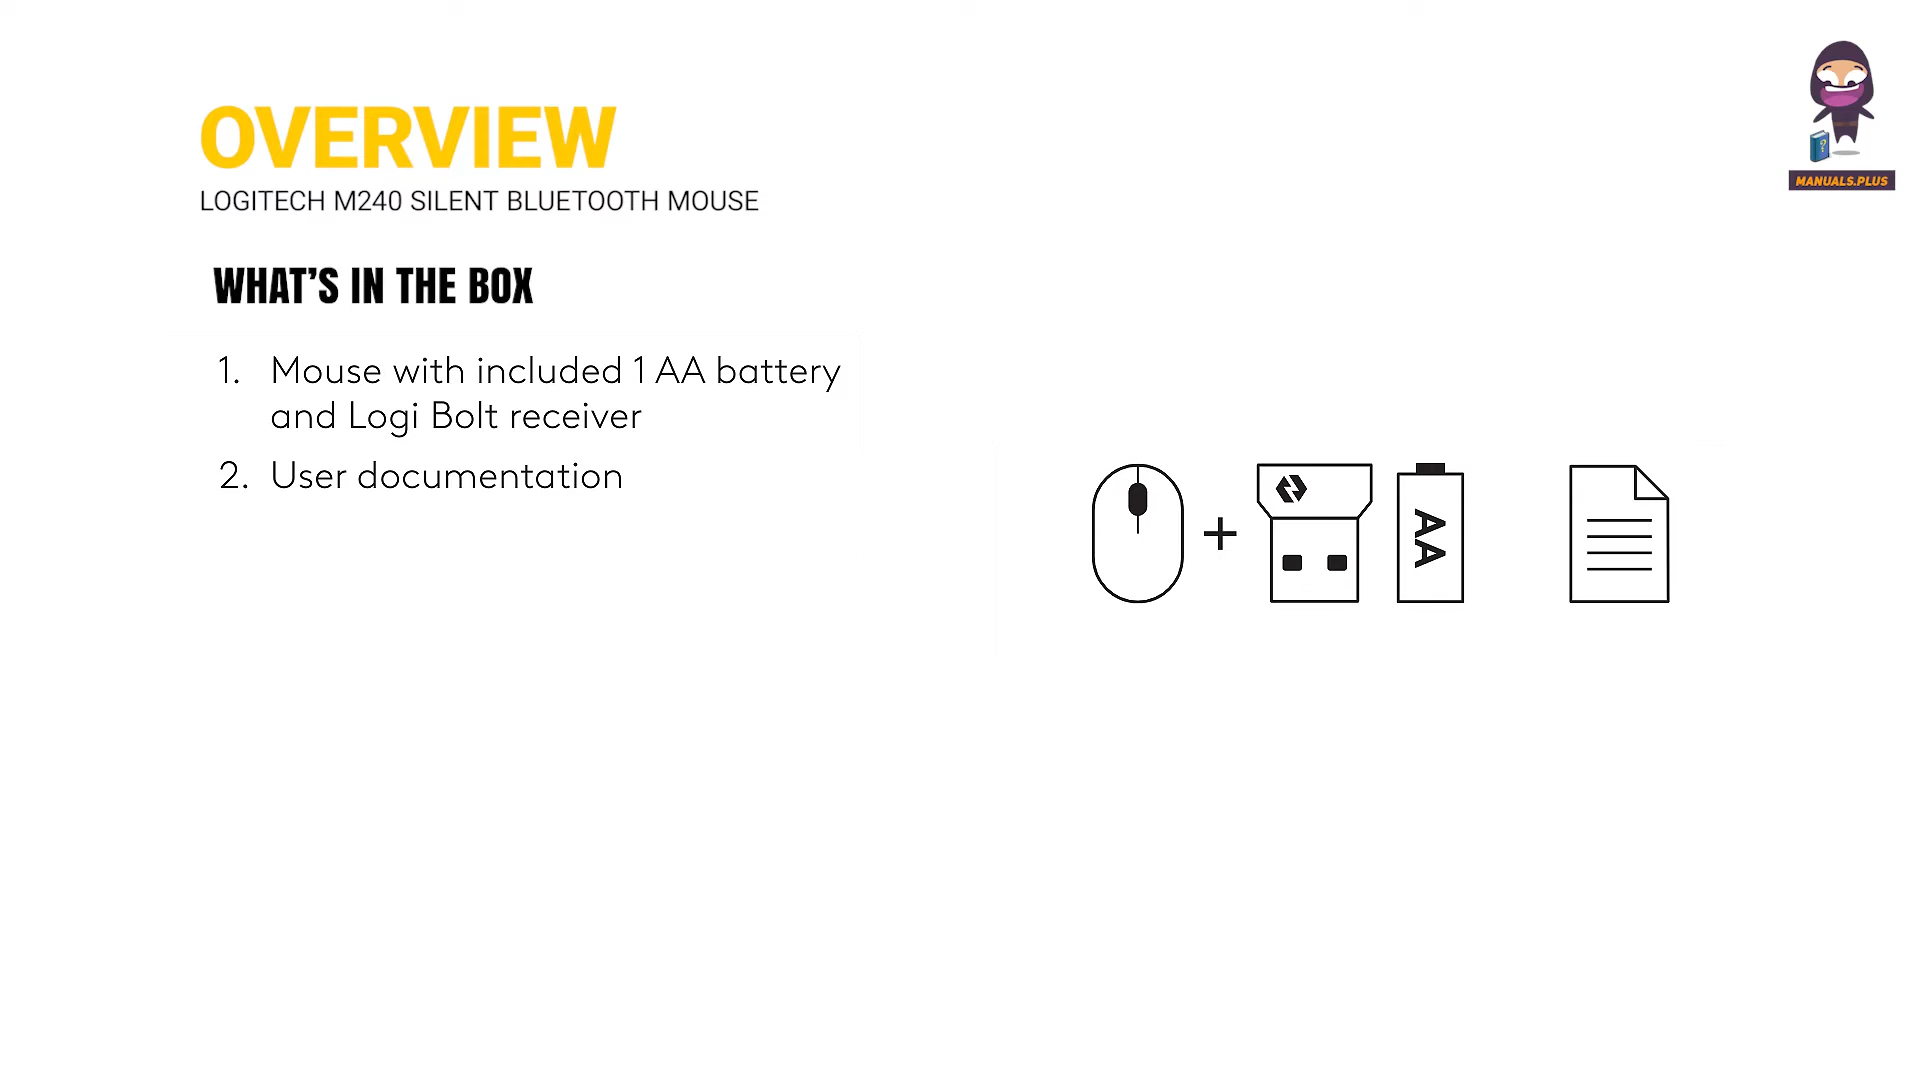 OVERVIEW
LOGITECH M240 SILENT BLUETOOTH MOUSE
WHAT'S IN THE BOX
1. Mouse with included 1 AA battery
and Logi Bolt receiver
2. User documentation
+
AA
?
MANUALS.PLUS